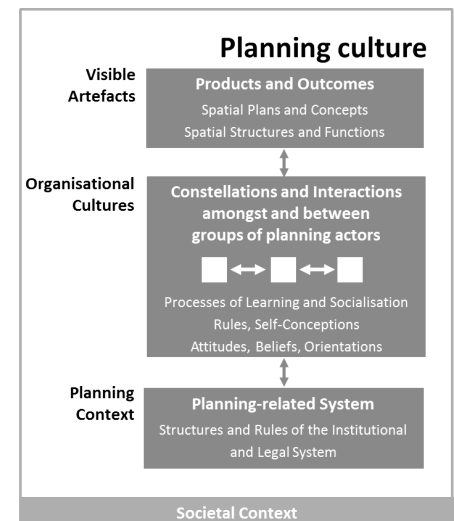 Planning culture
Visible
Artefacts
Products and Outcomes
Spatial Plans and Concepts
Spatial Structures and Functions
Organisational
Cultures
Constellations and Interactions
amongst and between
groups of planning actors
Processes of Learning and Socialisation
Rules, Self-Conceptions
Attitudes, Beliefs, Orientations
Planning
Context
Planning-related System
Structures and Rules of the Institutional
and Legal System
Societal Context